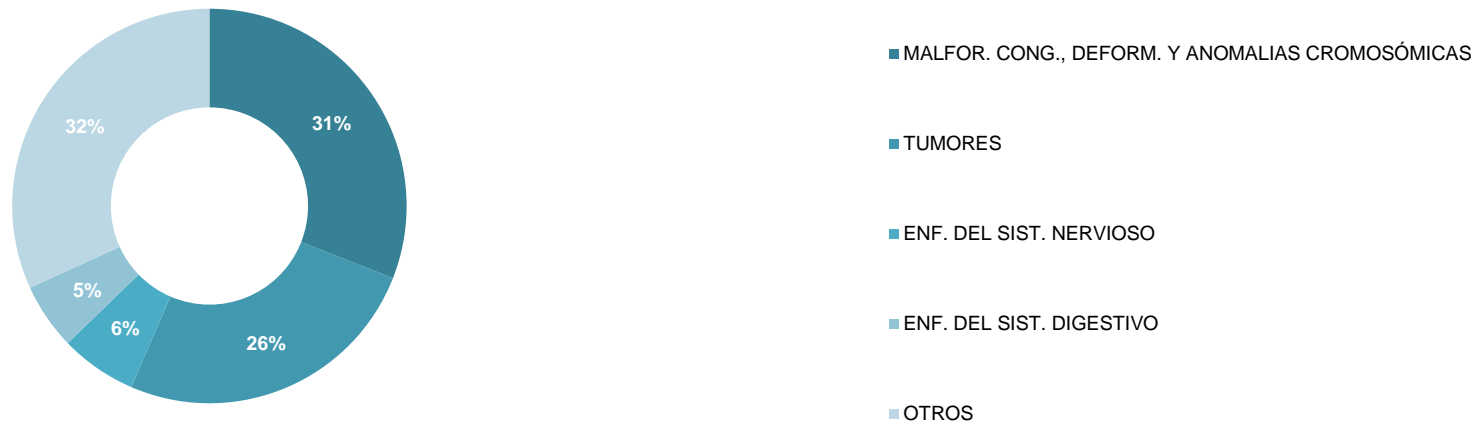 31%
26%
6%
5%
32%
MALFOR. CONG., DEFORM. Y ANOMALIAS CROMOSÓMICAS
TUMORES
ENF. DEL SIST. NERVIOSO
ENF. DEL SIST. DIGESTIVO
OTROS